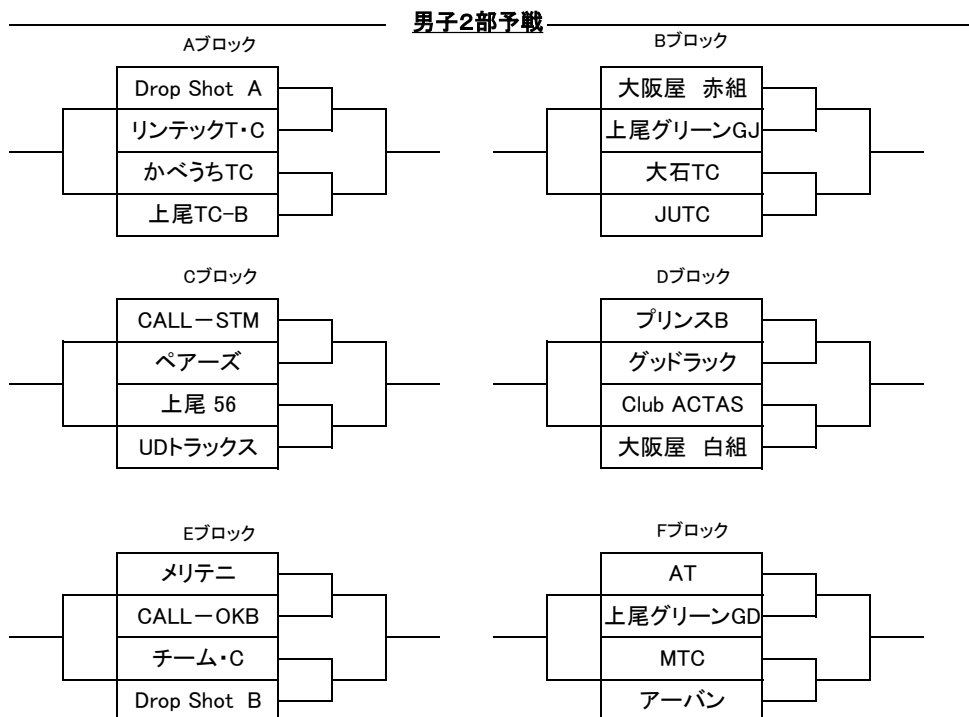 男子2部予戦
Aブロック
Drop Shot A
リンテックT・C
かべうちTC
上尾TC-B
Bブロック
大阪屋 赤組
上尾グリーンGJ
大石TC
JUTC
Cブロック
CALL－STM
ペアーズ
上尾 56
UDトラックス
Dブロック
プリンスB
グッドラック
Club ACTAS
大阪屋 白組
Eブロック
メリテニ
CALL－OKB
チーム・C
Drop Shot B
Fブロック
AT
上尾グリーンGD
MTC
アーバン